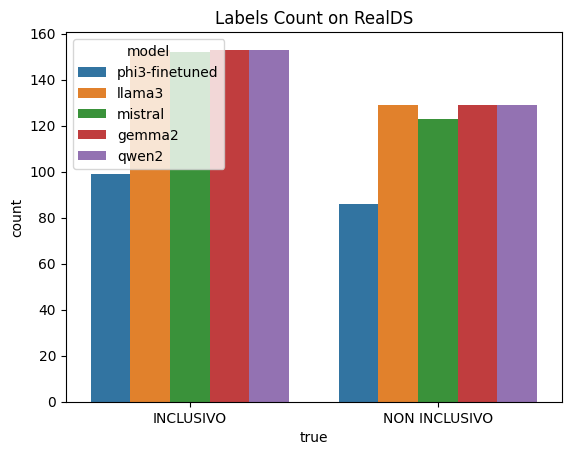 Labels Count on RealDS
model
phi3-finetuned
llama3
mistral
gemma2
qwen2
count
160
140
120
100
80
60
40
20
0
INCLUSIVO
NON INCLUSIVO
true